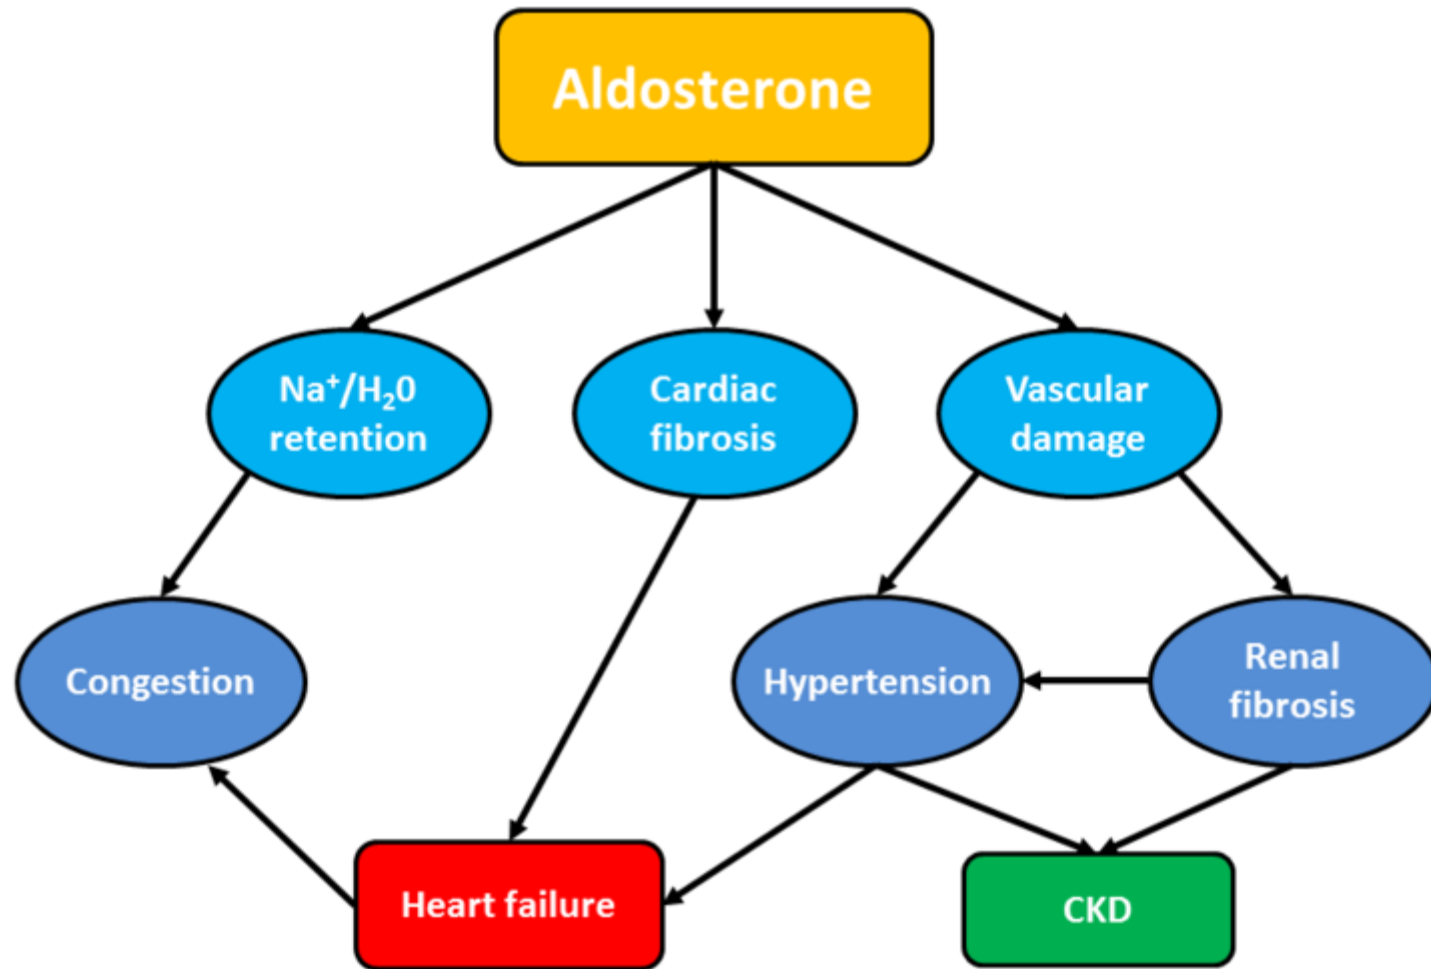 Aldosterone
Na⁺/H₂0
retention
Cardiac
fibrosis
Vascular
damage
Congestion
Hypertension
Renal
fibrosis
Heart failure
CKD